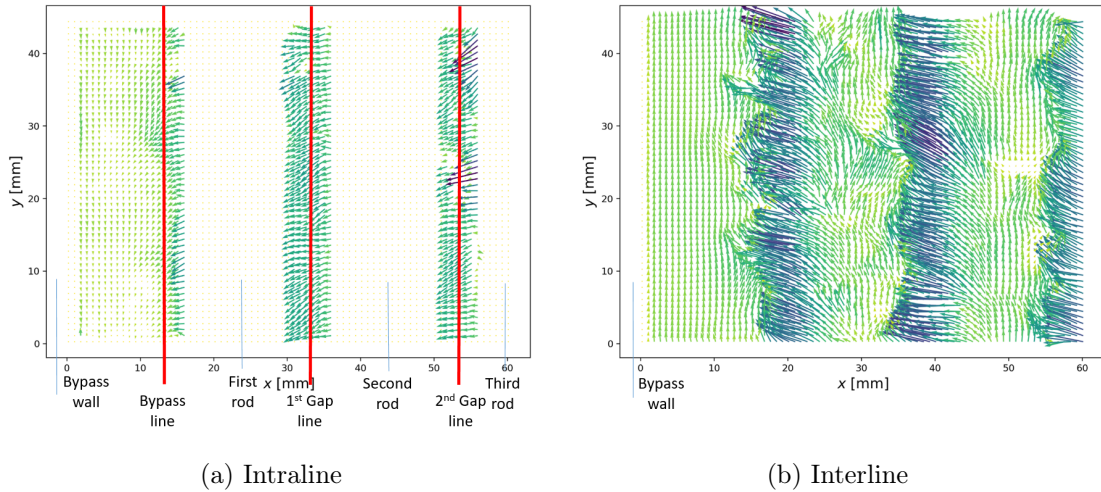 40
30
20
10
0
y [mm]
0
10
20
30
40
50
60
x [mm]
Bypass
wall
Bypass
line
First
rod
1st Gap
line
Second
rod
2nd Gap
line
Third
rod
(a) Intraline
40
30
20
10
0
y [mm]
0
10
20
30
40
50
60
x [mm]
Bypass
wall
(b) Interline